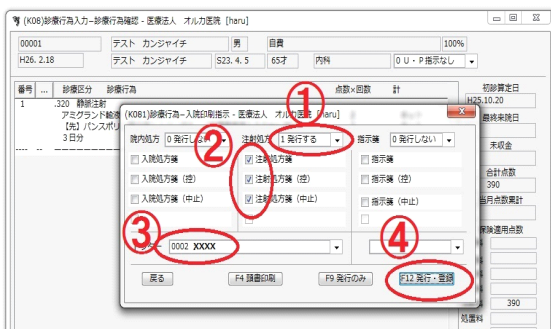 (K08)診療行為入力-診療行為確認 - 医療法人 オルカ医院 [haru]
00001 テスト カンジャイチ 男 自費 100%
H26. 2.18 テスト カンジャイチ S23. 4. 5 65才 内科 0 U・P指示なし
番号 ... 診療区分 診療行為 点数×回数 計
初診算定日
H25.10.20
1 .320 静脈注射
アミグランド輸液
【先】パンスポリ
3日分
最終来院日
未収金
合計点数
390
当月点数累計
保険適用点数
390
処置料
(K081)診療行為-入院印刷指示 - 医療法人 オルカ医院 [haru]
①
院内処方 0 発行しない 注射処方 1 発行する 指示箋 0 発行しない
②
入院処方箋 注射処方箋 指示箋
入院処方箋 (控) 注射処方箋 (控) 指示箋 (控)
入院処方箋 (中止) 注射処方箋 (中止) 指示箋 (中止)
③
④
0002 XXXX
戻る F4 頭書印刷 F9 発行のみ F12 発行・登録